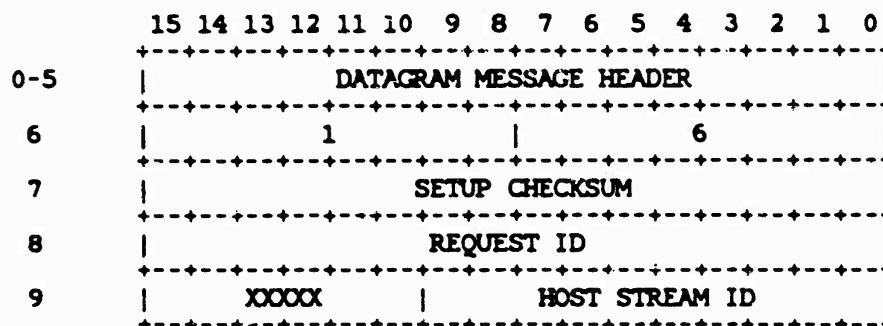 15 14 13 12 11 10 9 8 7 6 5 4 3 2 1 0
+--+--+--+--+--+--+--+--+--+--+--+--+--+--+--+--+
0-5 | DATAGRAM MESSAGE HEADER
+--+--+--+--+--+--+--+--+--+--+--+--+--+--+--+--+
6 | 1 | 6
+--+--+--+--+--+--+--+--+--+--+--+--+--+--+--+--+
7 | SETUP CHECKSUM
+--+--+--+--+--+--+--+--+--+--+--+--+--+--+--+--+
8 | REQUEST ID
+--+--+--+--+--+--+--+--+--+--+--+--+--+--+--+--+
9 | XXXXX | HOST STREAM ID
+--+--+--+--+--+--+--+--+--+--+--+--+--+--+--+--+